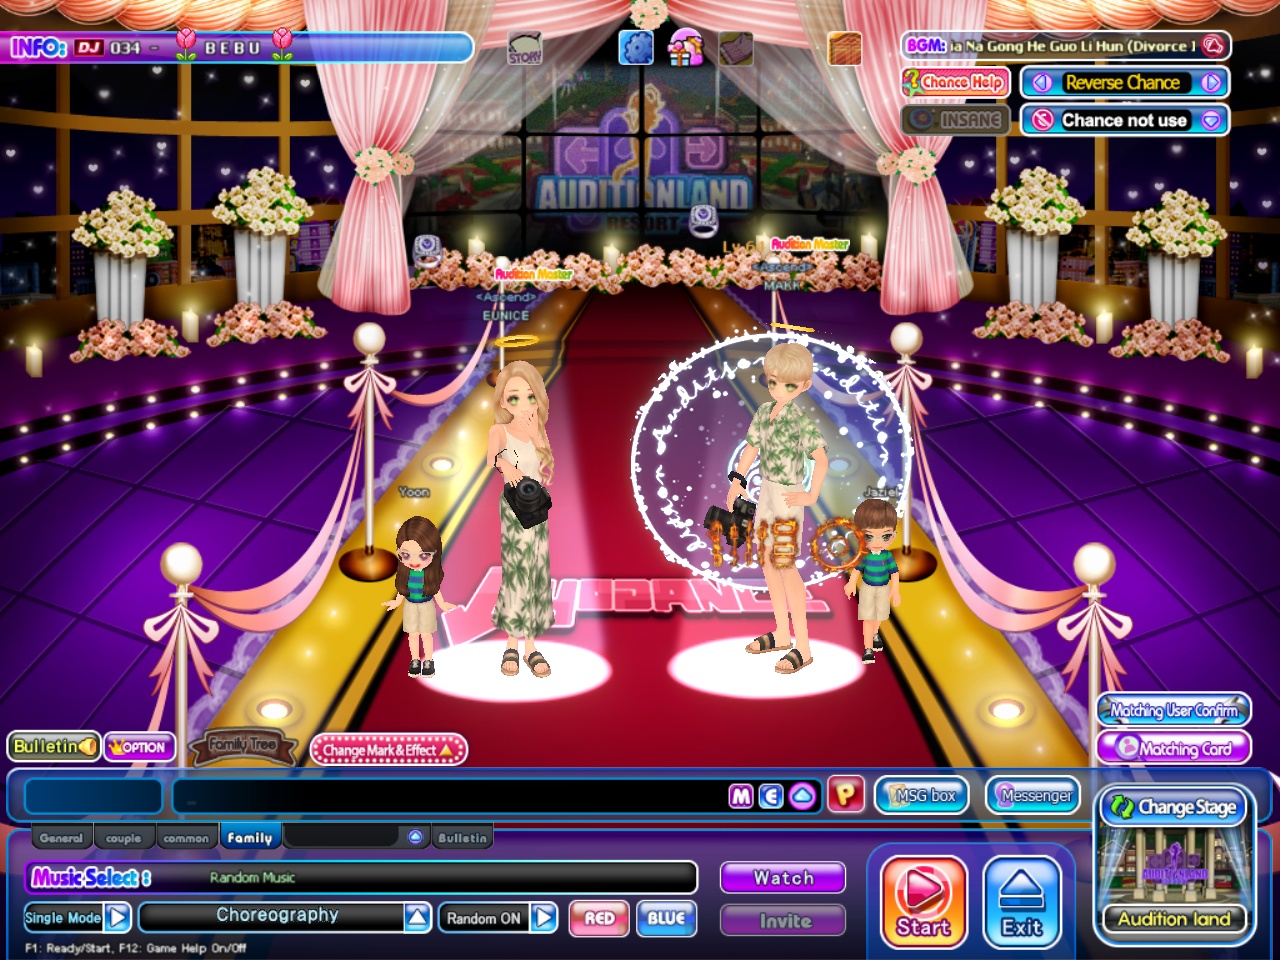 INFO: DJ 034 - BEBU
STORY
BGM: ia Na Gong He Guo Li Hun (Divorce I
? Chance Help
Reverse Chance
INSANE
Chance not use
AUDITIONLAND
RESORT
Audition Master
<Ascend>
EUNICE
Audition Master
<Ascend>
MAKK
Yoon
Jaziel
Matching User Confirm
Matching Card
Bulletin
OPTION
Family Tree
Change Mark & Effect
M E
P
MSG box
Messenger
Change Stage
General couple common Family Bulletin
Music Select : Random Music
Watch
Single Mode
Choreography
Random ON
RED
BLUE
Invite
Start
Exit
AUDITIONLAND
Audition land
F1: Ready/Start, F12: Game Help On/Off